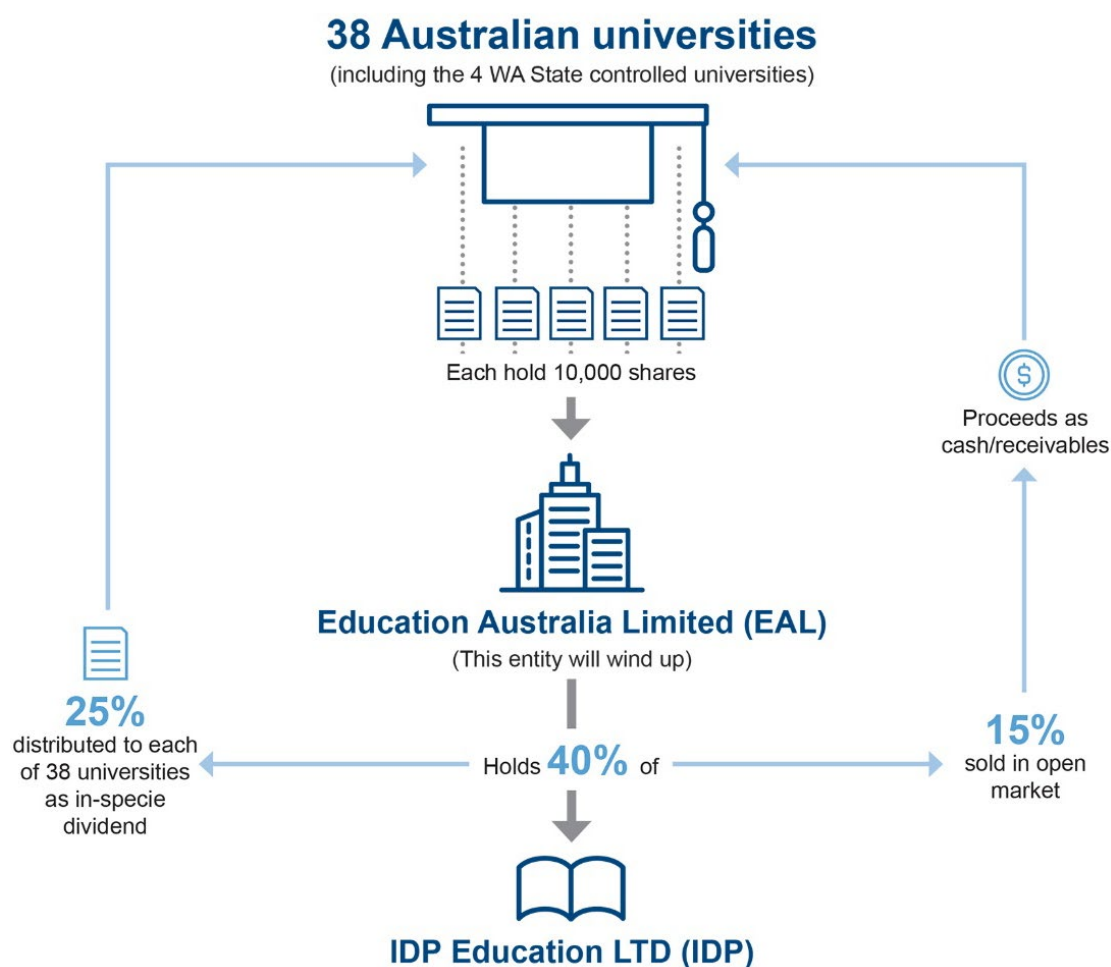 38 Australian universities
(including the 4 WA State controlled universities)
Each hold 10,000 shares
$
Proceeds as
cash/receivables
Education Australia Limited (EAL)
(This entity will wind up)
25%
distributed to each
of 38 universities
as in-specie
dividend
Holds 40% of
15%
sold in open
market
IDP Education LTD (IDP)